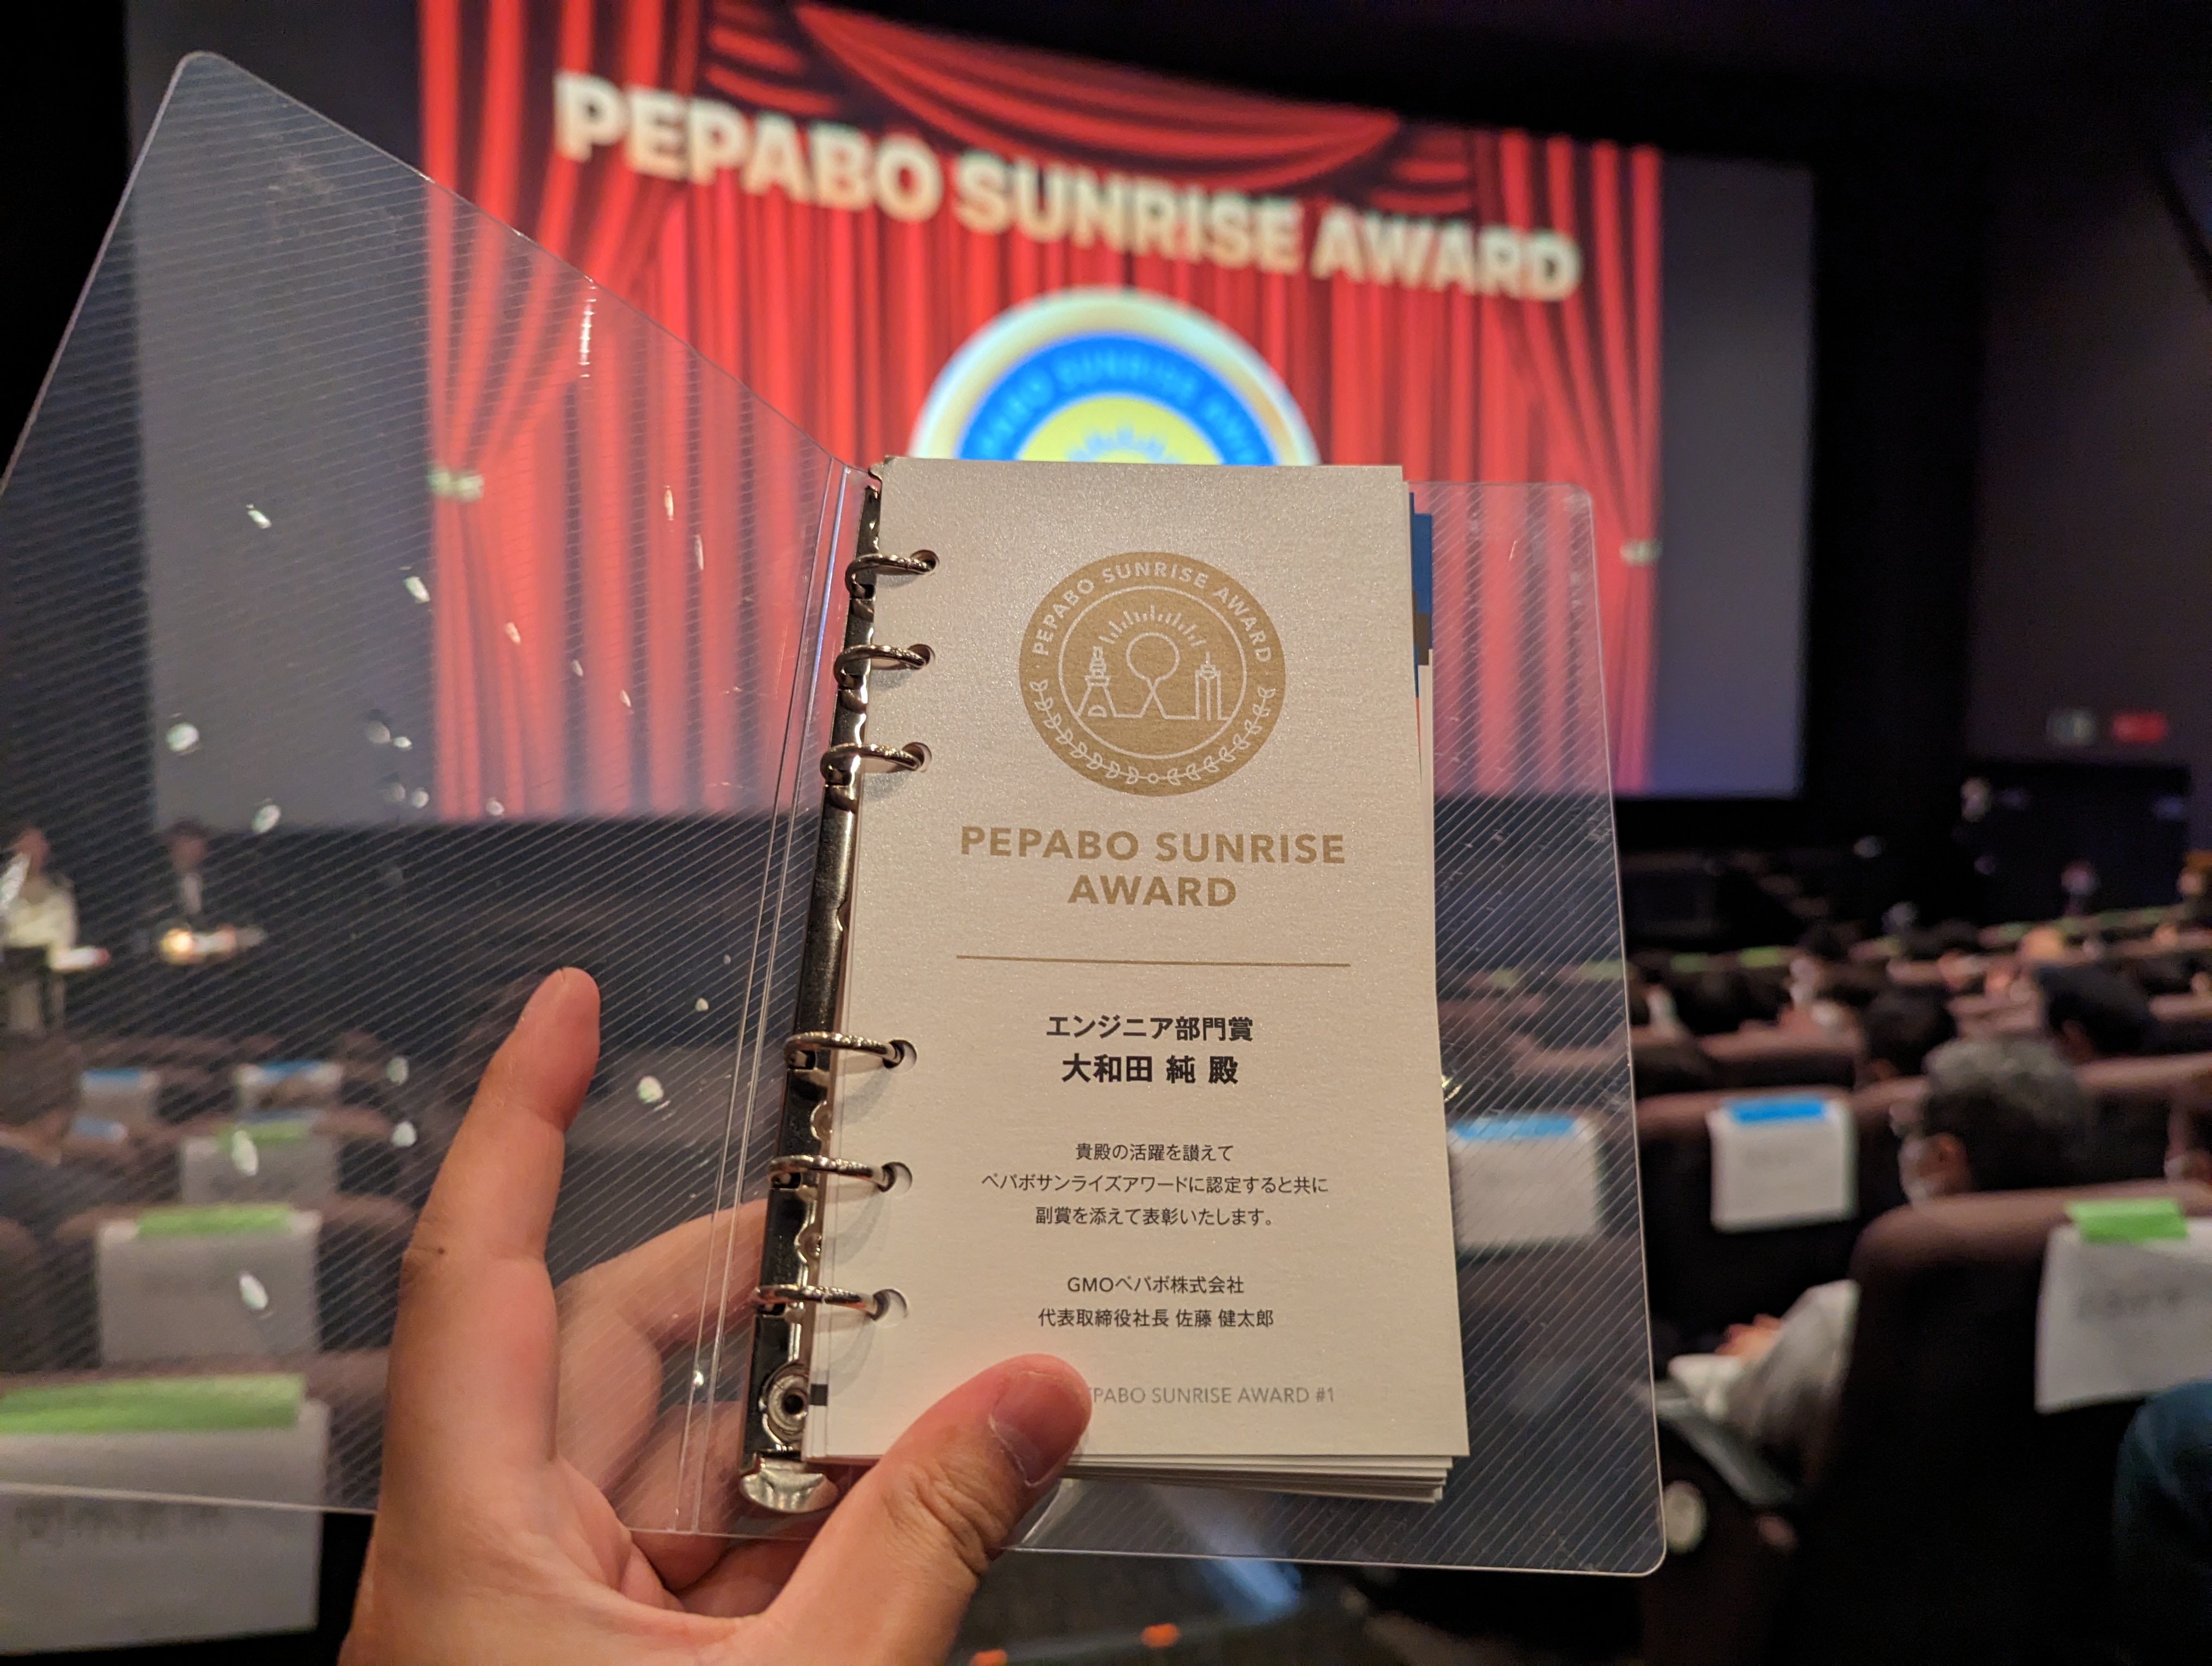 PEPABO SUNRISE AWARD
PEPABO SUNRISE AWARD
PEPABO SUNRISE AWARD
PEPABO SUNRISE
AWARD
エンジニア部門賞
大和田 純 殿
貴殿の活躍を讃えて
ペパボサンライズアワードに認定すると共に
副賞を添えて表彰いたします。
GMOペパボ株式会社
代表取締役社長 佐藤 健太郎
PABO SUNRISE AWARD #1